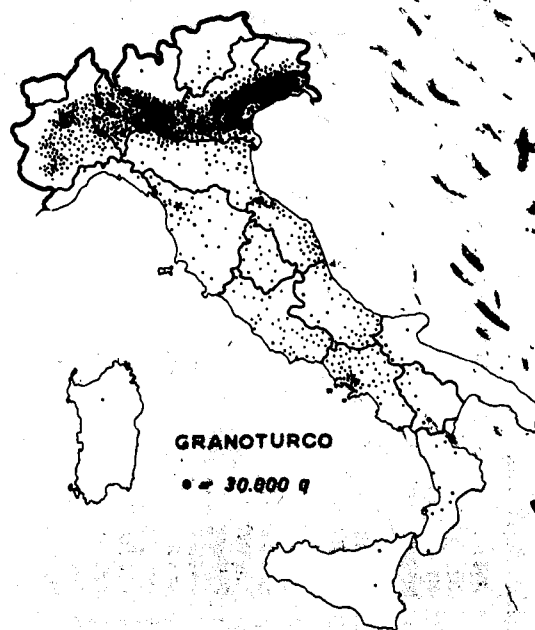 GRANOTURCO
• = 30.000 q